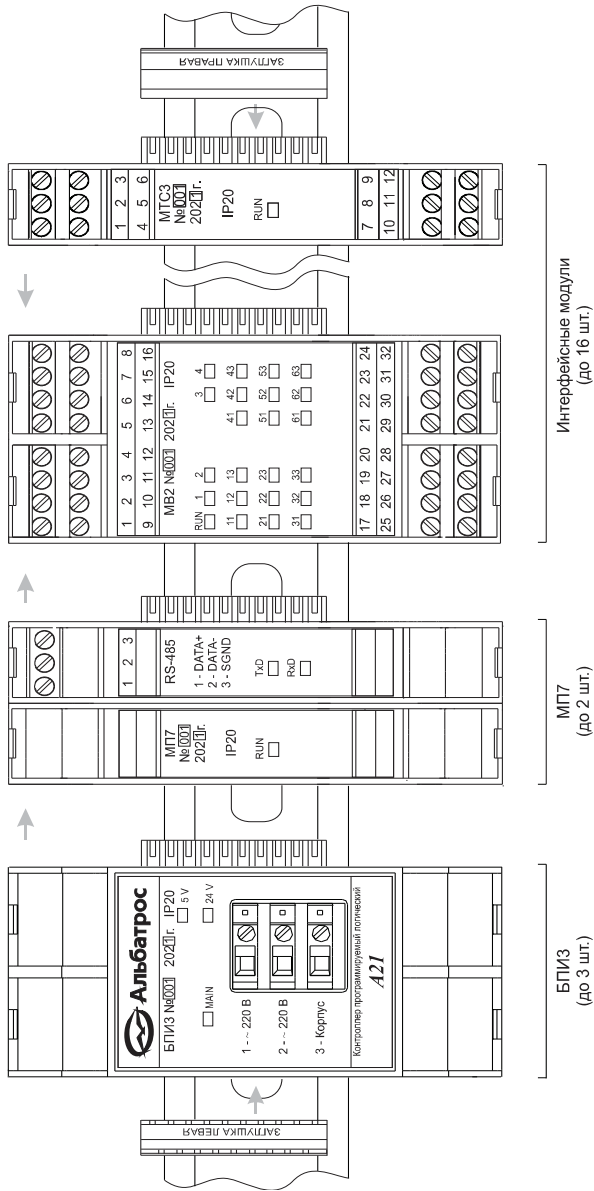 ЗАГЛУШКА ЛЕВАЯ
Альбатрос
БПИ3 №001 2021г. IP20
5 V
MAIN
24 V
1 - ~ 220 В
2 - ~ 220 В
3 - Корпус
Контроллер программируемый логический
А21
МП7
№001
2021г.
IP20
RUN
1 2 3
RS-485
1 - DATA+
2 - DATA-
3 - SGND
TxD
RxD
1 2 3 4 5 6 7 8
9 10 11 12 13 14 15 16
МВ2 №001 2021г. IP20
RUN 1 2 3 4
11 12 13 41 42 43
21 22 23 51 52 53
31 32 33 61 62 63
17 18 19 20 21 22 23 24
25 26 27 28 29 30 31 32
1 2 3
4 5 6
МТС3
№001
2021г.
IP20
RUN
7 8 9
10 11 12
ЗАГЛУШКА ПРАВАЯ
БПИ3
(до 3 шт.)
МП7
(до 2 шт.)
Интерфейсные модули
(до 16 шт.)